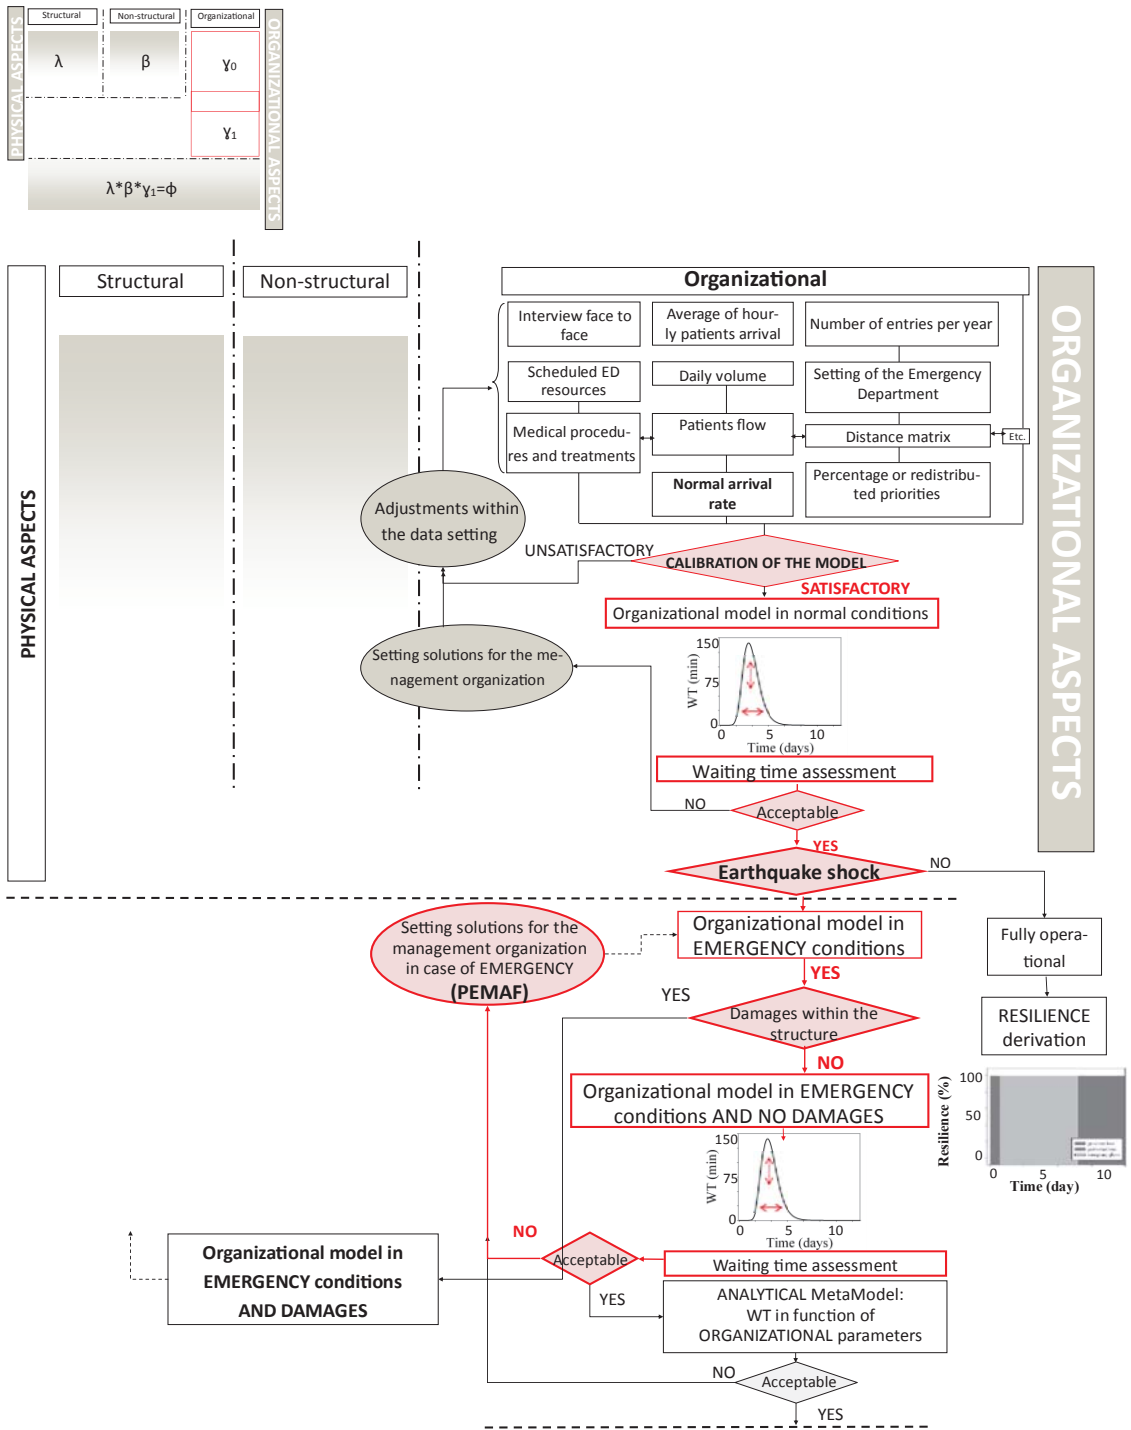 Structural
Non-structural
Organizational
PHYSICAL ASPECTS
ORGANIZATIONAL ASPECTS
λ
β
ɣ0
ɣ1
λ*β*ɣ1=ϕ
PHYSICAL ASPECTS
Structural
Non-structural
Organizational
ORGANIZATIONAL ASPECTS
Interview face to
face
Average of hour-
ly patients arrival
Number of entries per year
Scheduled ED
resources
Daily volume
Setting of the Emergency
Department
Medical procedu-
res and treatments
Patients flow
Distance matrix
Etc.
Normal arrival
rate
Percentage or redistribu-
ted priorities
Adjustments within
the data setting
UNSATISFACTORY
CALIBRATION OF THE MODEL
SATISFACTORY
Organizational model in normal conditions
Setting solutions for the me-
nagement organization
WT (min)
150
75
0
0
5
10
Time (days)
Waiting time assessment
NO
Acceptable
YES
Earthquake shock
NO
Setting solutions for the
management organization
in case of EMERGENCY
(PEMAF)
Organizational model in
EMERGENCY conditions
Fully opera-
tional
YES
YES
Damages within the
structure
RESILIENCE
derivation
NO
Organizational model in EMERGENCY
conditions AND NO DAMAGES
Resilience (%)
100
50
0
0
5
10
Time (day)
WT (min)
150
75
0
0
5
10
Time (days)
NO
Acceptable
Waiting time assessment
Organizational model in
EMERGENCY conditions
AND DAMAGES
YES
ANALYTICAL MetaModel:
WT in function of
ORGANIZATIONAL parameters
NO
Acceptable
YES